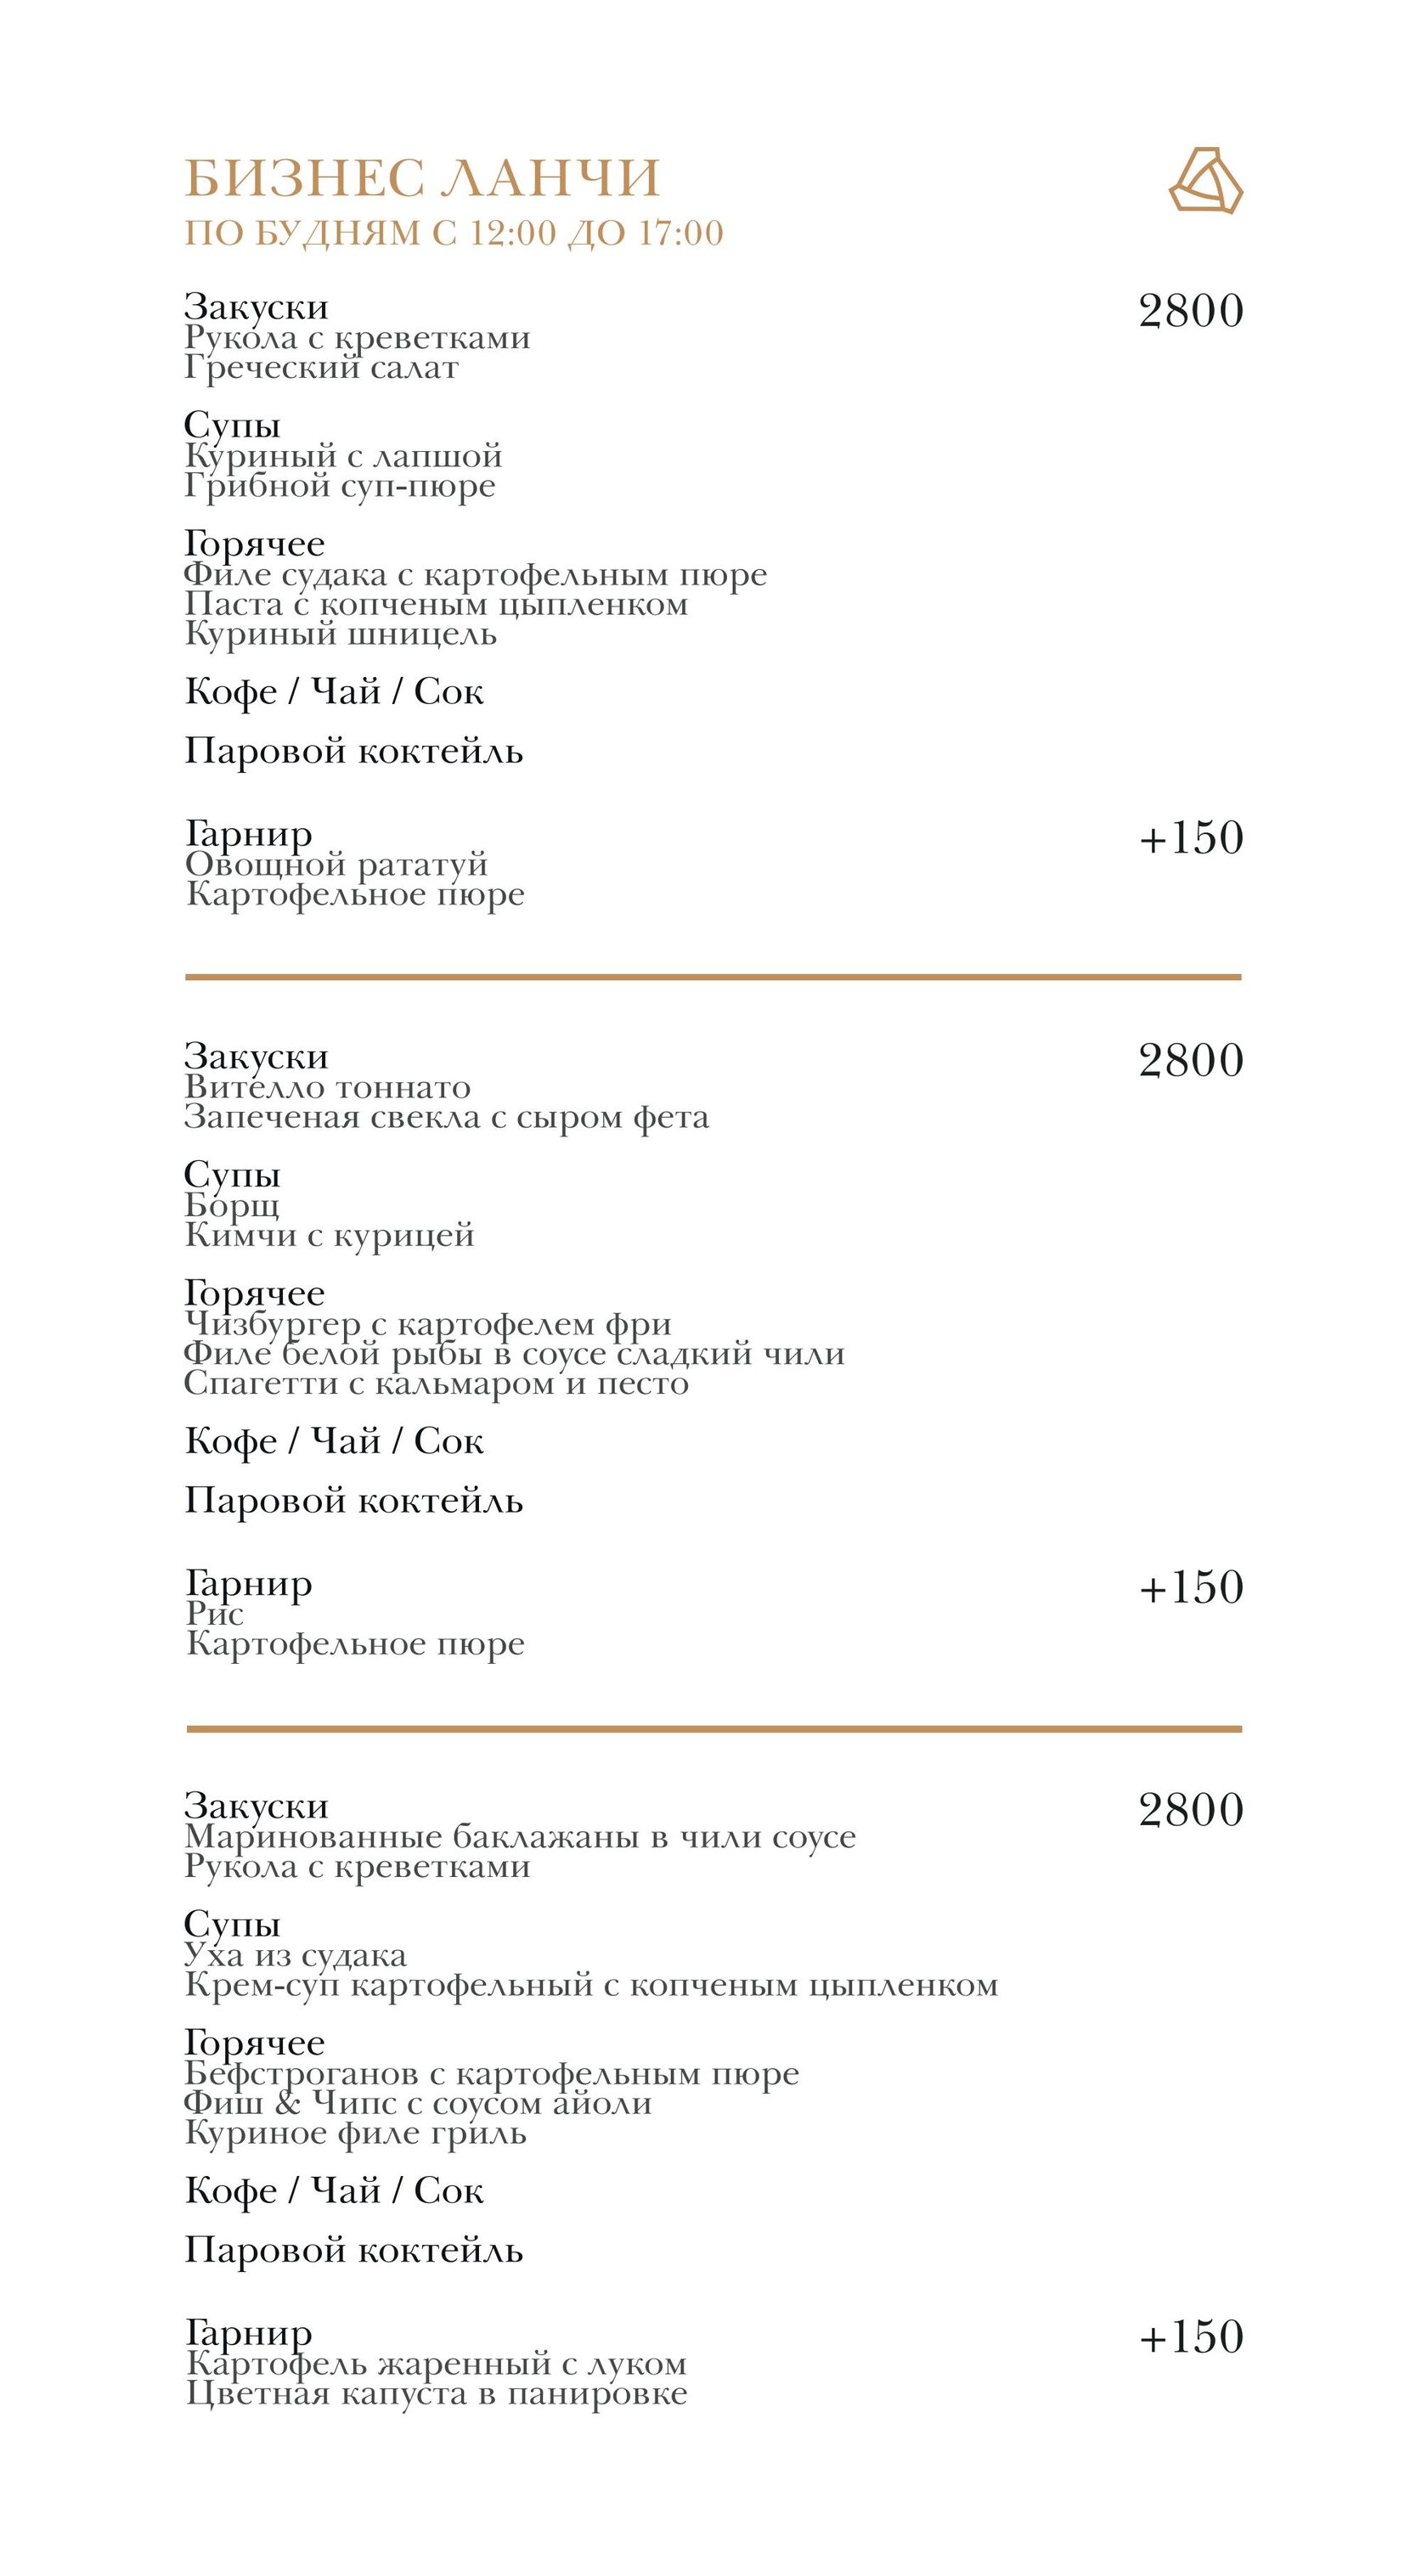 БИЗНЕС ЛАНЧИ
ПО БУДНЯМ С 12:00 ДО 17:00
Закуски 2800
Рукола с креветками
Греческий салат
Супы
Куриный с лапшой
Грибной суп-пюре
Горячее
Филе судака с картофельным пюре
Паста с копченым цыпленком
Куриный шницель
Кофе / Чай / Сок
Паровой коктейль
Гарнир +150
Овощной рататуй
Картофельное пюре
Закуски 2800
Вителло тоннато
Запеченая свекла с сыром фета
Супы
Борщ
Кимчи с курицей
Горячее
Чизбургер с картофелем фри
Филе белой рыбы в соусе сладкий чили
Спагетти с кальмаром и песто
Кофе / Чай / Сок
Паровой коктейль
Гарнир +150
Рис
Картофельное пюре
Закуски 2800
Маринованные баклажаны в чили соусе
Рукола с креветками
Супы
Уха из судака
Крем-суп картофельный с копченым цыпленком
Горячее
Бефстроганов с картофельным пюре
Фиш & Чипс с соусом айоли
Куриное филе гриль
Кофе / Чай / Сок
Паровой коктейль
Гарнир +150
Картофель жаренный с луком
Цветная капуста в панировке